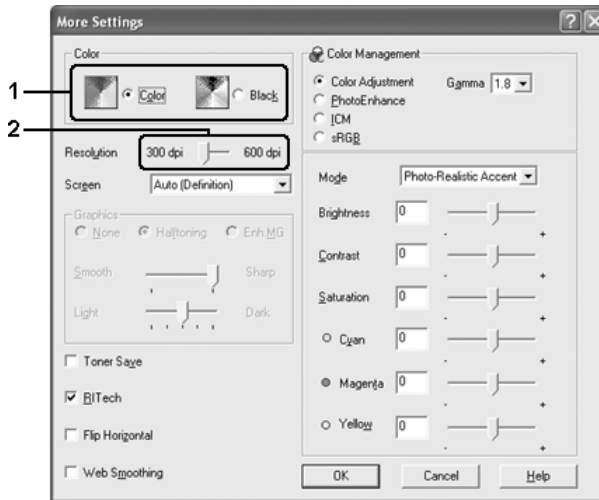 More Settings
Color
1
Color
Black
2
Resolution
300 dpi
600 dpi
Screen
Auto (Definition)
Graphics
None
Halftoning
Enh.MG
Smooth
Sharp
Light
Dark
Toner Save
RITech
Flip Horizontal
Web Smoothing
Color Management
Color Adjustment
Gamma
1.8
PhotoEnhance
ICM
sRGB
Mode
Photo-Realistic Accent
Brightness
0
- +
Contrast
0
- +
Saturation
0
- +
Cyan
0
- +
Magenta
0
- +
Yellow
0
- +
OK
Cancel
Help